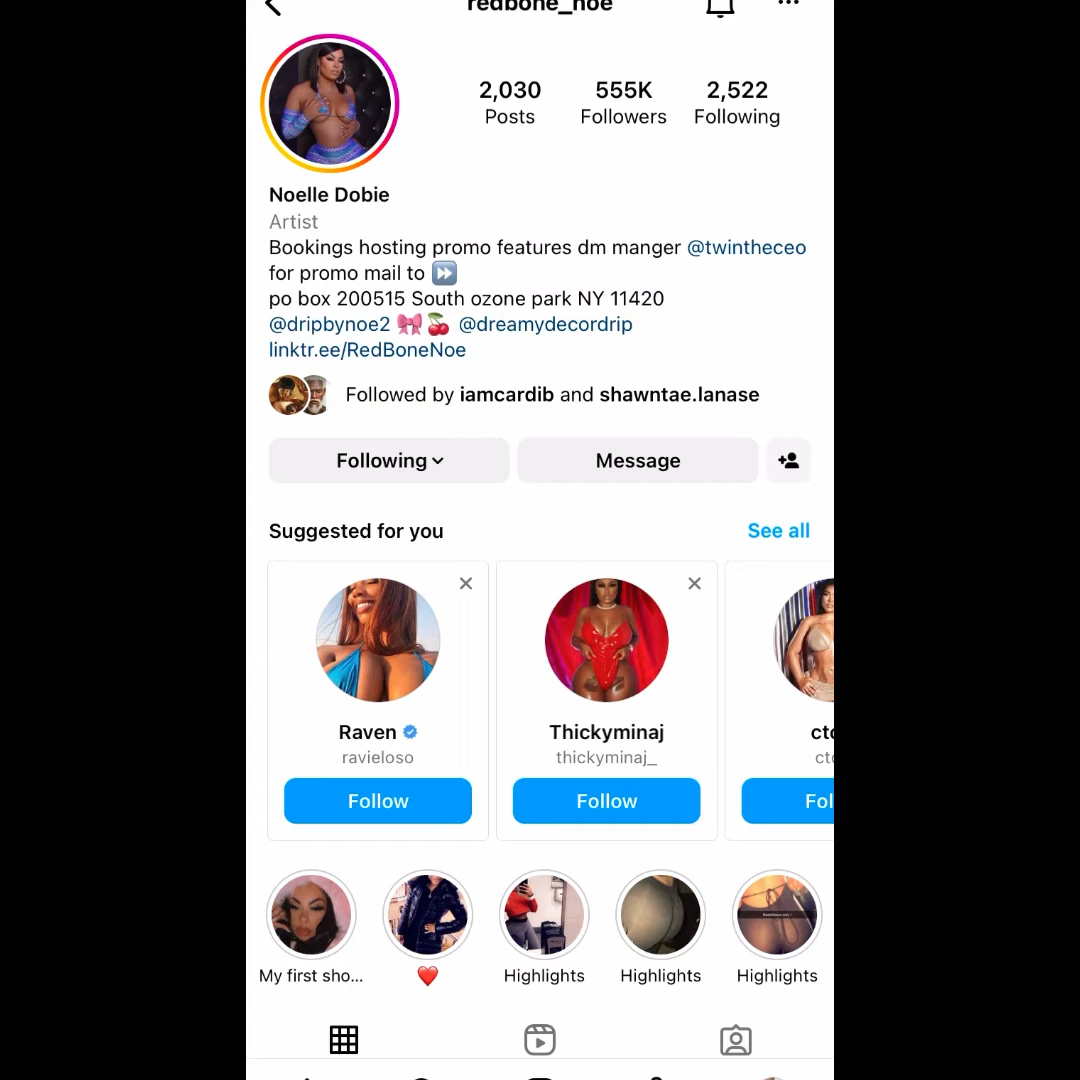 redbone_noe
2,030
555K
2,522
Posts
Followers
Following
Noelle Dobie
Artist
Bookings hosting promo features dm manger @twintheceo
for promo mail to ⏩
po box 200515 South ozone park NY 11420
@dripbynoe2 🎀🍒 @dreamydecordrip
linktr.ee/RedBoneNoe
Followed by iamcardib and shawntae.lanase
Following
Message
Suggested for you
See all
Raven
ravieloso
Follow
Thickyminaj
thickyminaj_
Follow
My first sho...
❤️
Highlights
Highlights
Highlights